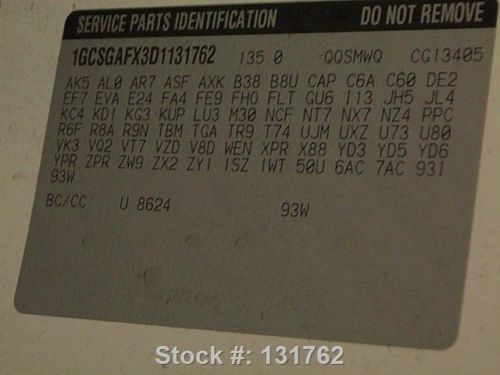 SERVICE PARTS IDENTIFICATION DO NOT REMOVE
1GCSGAFX3D1131762 135.0 QQSMWQ CG13405
AK5 AL0 AR7 ASF AXK B38 B8U CAP C6A C60 DE2
EF7 EVA E24 FA4 FE9 FHO FLT GU6 I13 JH5 JL4
KC4 KD1 KG3 KUP LU3 M30 NCF NT7 NX7 NZ4 PPC
R6F R8A R9N TBM TGA TR9 T74 UJM UXZ U73 U80
VK3 VQ2 VT7 VZD V8D WEN XPR X88 YD3 YD5 YD6
YPR ZPR ZW9 ZX2 ZY1 1SZ 1WT 50U 6AC 7AC 93I
93W
BC/CC U 8624 93W
Stock #: 131762